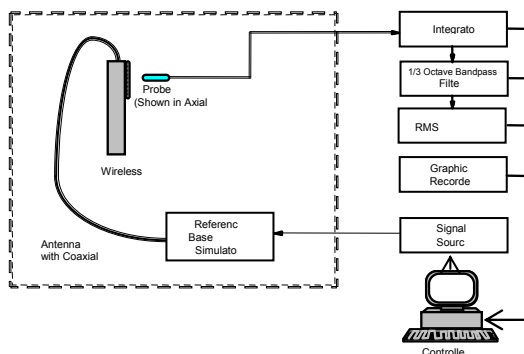 Integrato
1/3 Octave Bandpass
Filte
Probe
(Shown in Axial
RMS
Wireless
Graphic
Recorde
Referenc
Base
Simulato
Signal
Sourc
Antenna
with Coaxial
Controlle